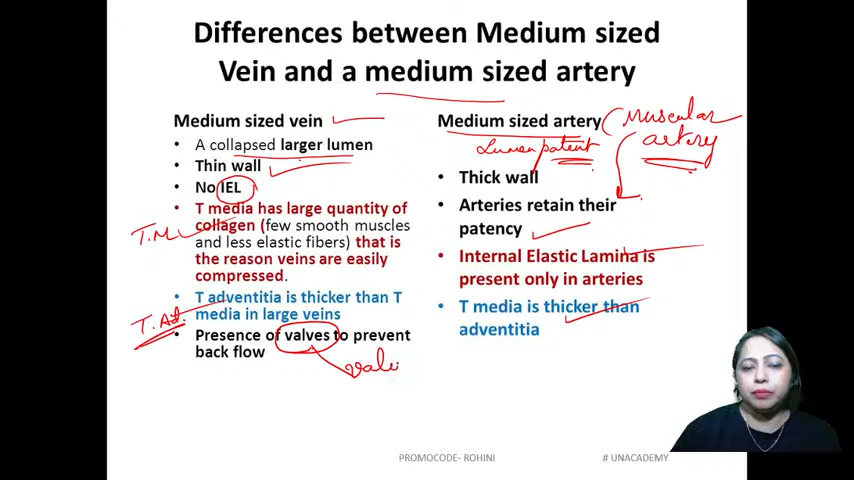 Differences between Medium sized
Vein and a medium sized artery
Medium sized vein
• A collapsed larger lumen
• Thin wall
• No IEL
• T media has large quantity of
collagen (few smooth muscles
and less elastic fibers) that is
the reason veins are easily
compressed.
• T adventitia is thicker than T
media in large veins
• Presence of valves to prevent
back flow
T.M
T. Ad.
Valv
Medium sized artery
Muscular
artery
Lumen patent
• Thick wall
• Arteries retain their
patency
• Internal Elastic Lamina is
present only in arteries
• T media is thicker than
adventitia
PROMOCODE- ROHINI
# UNACADEMY